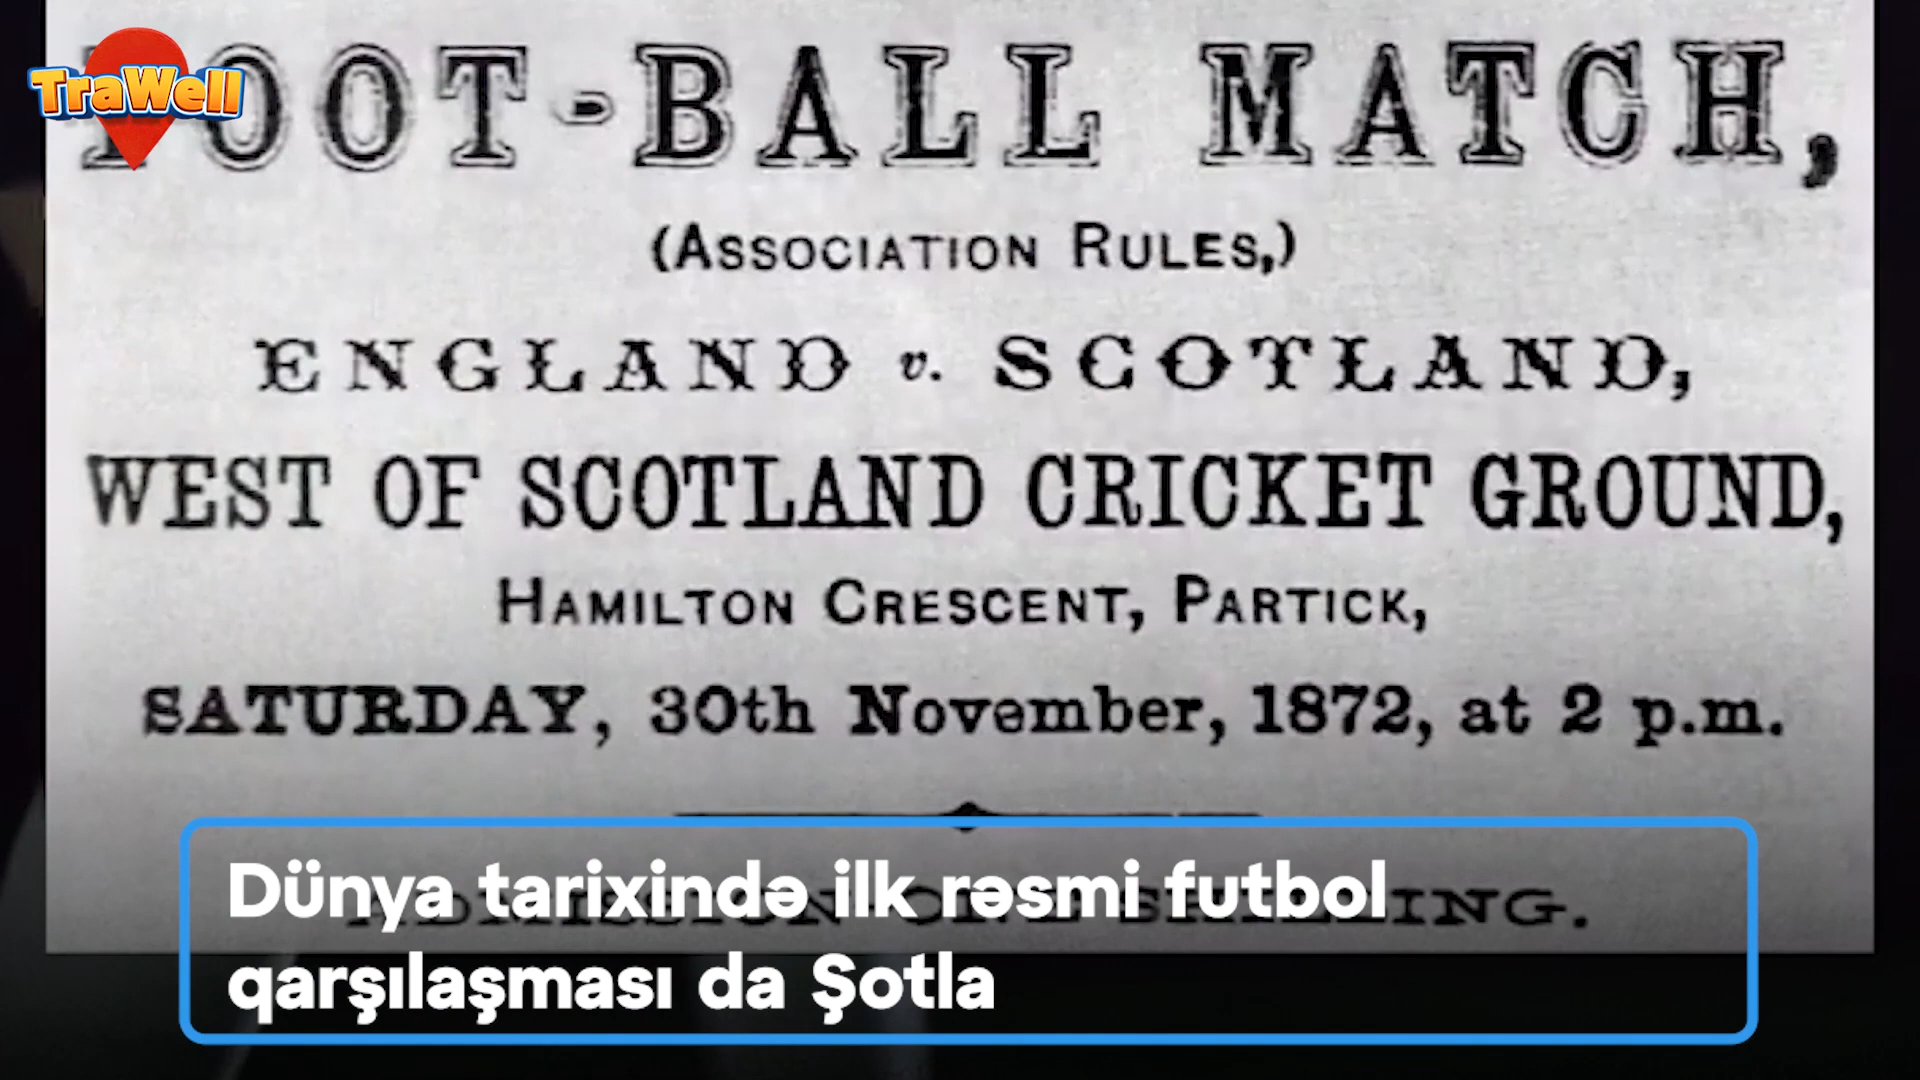 TraWell
FOOT-BALL MATCH,
(ASSOCIATION RULES,)
ENGLAND v. SCOTLAND,
WEST OF SCOTLAND CRICKET GROUND,
HAMILTON CRESCENT, PARTICK,
SATURDAY, 30th November, 1872, at 2 p.m.
Dünya tarixində ilk rəsmi futbol
qarşılaşması da Şotla